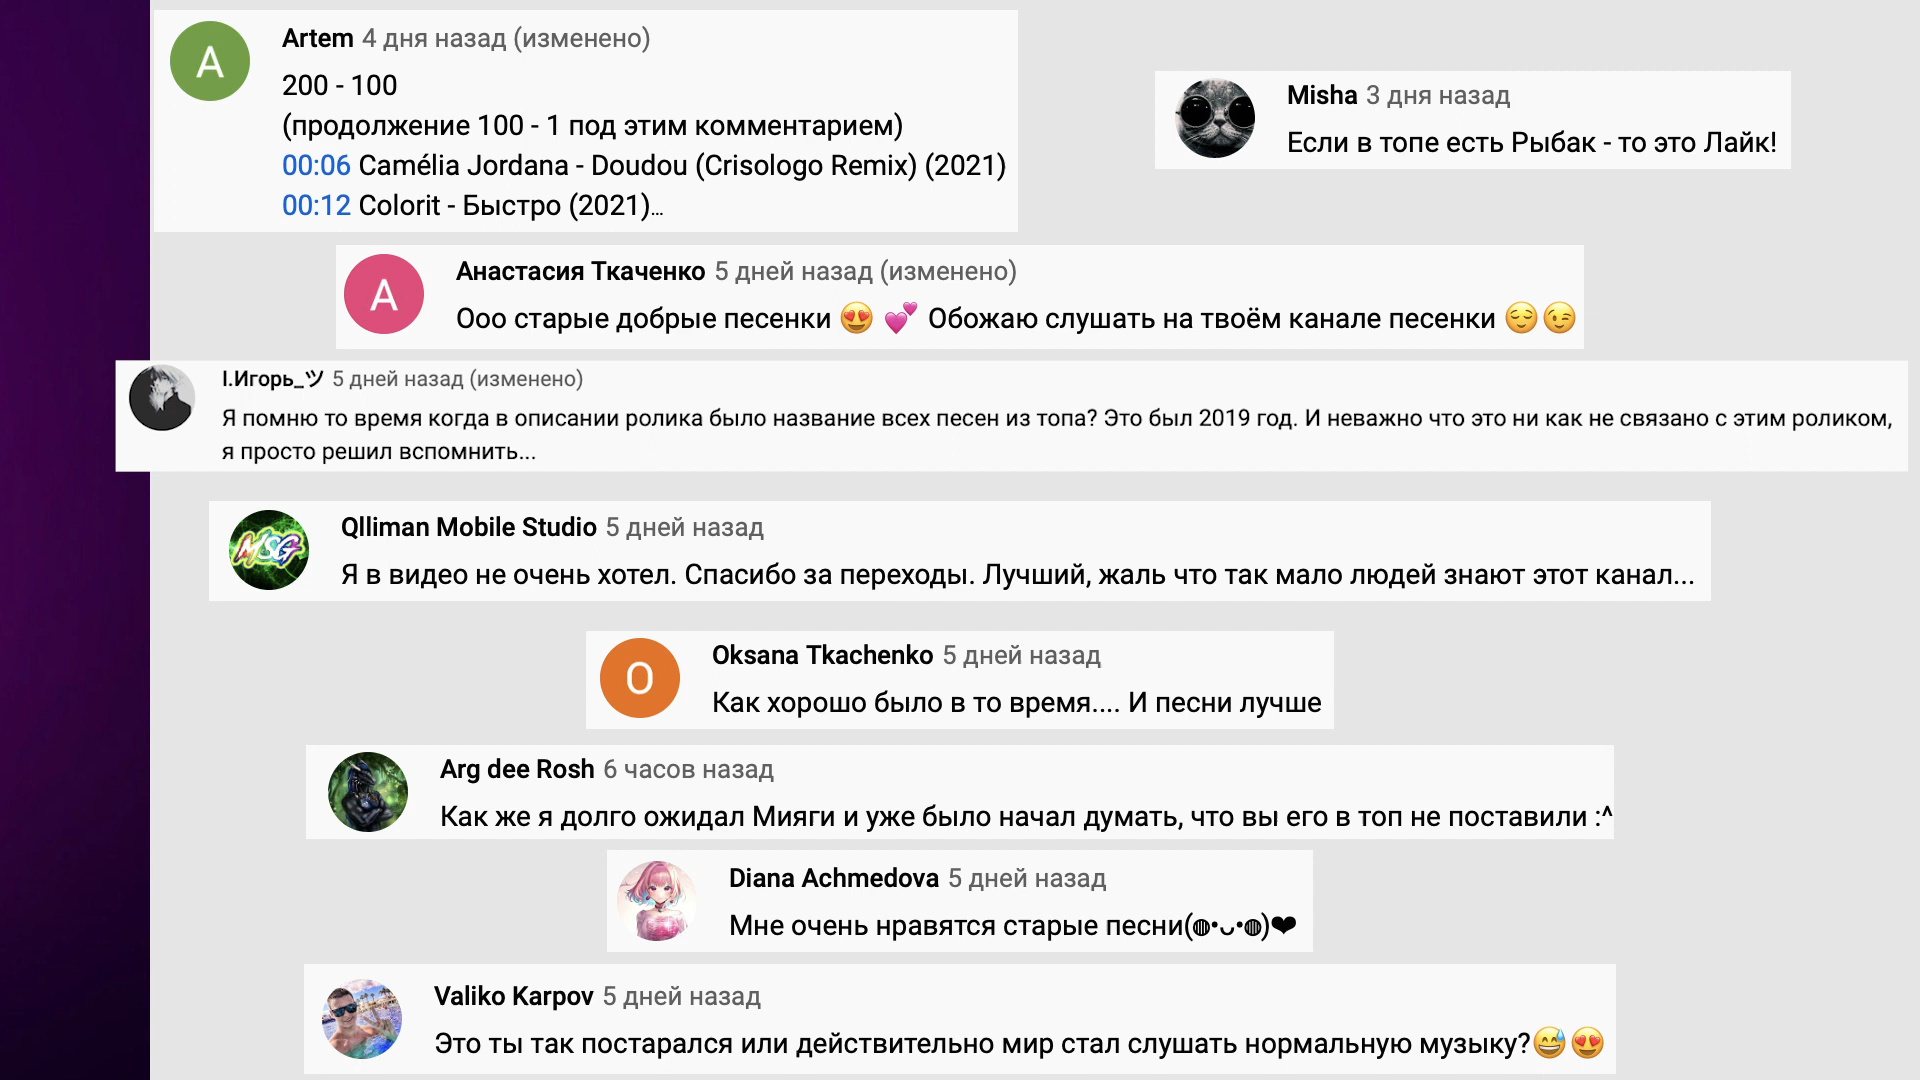 A
Artem 4 дня назад (изменено)
200 - 100
(продолжение 100 - 1 под этим комментарием)
00:06 Camélia Jordana - Doudou (Crisologo Remix) (2021)
00:12 Colorit - Быстро (2021)...
Misha 3 дня назад
Если в топе есть Рыбак - то это Лайк!
A
Анастасия Ткаченко 5 дней назад (изменено)
Ооо старые добрые песенки 😍 💕 Обожаю слушать на твоём канале песенки 😌😉
I.Игорь_ツ 5 дней назад (изменено)
Я помню то время когда в описании ролика было название всех песен из топа? Это был 2019 год. И неважно что это ни как не связано с этим роликом,
я просто решил вспомнить...
MSG
Qlliman Mobile Studio 5 дней назад
Я в видео не очень хотел. Спасибо за переходы. Лучший, жаль что так мало людей знают этот канал...
O
Oksana Tkachenko 5 дней назад
Как хорошо было в то время.... И песни лучше
Arg dee Rosh 6 часов назад
Как же я долго ожидал Мияги и уже было начал думать, что вы его в топ не поставили :^
Diana Achmedova 5 дней назад
Мне очень нравятся старые песни(◍•ᴗ•◍)❤
Valiko Karpov 5 дней назад
Это ты так постарался или действительно мир стал слушать нормальную музыку?😅😍